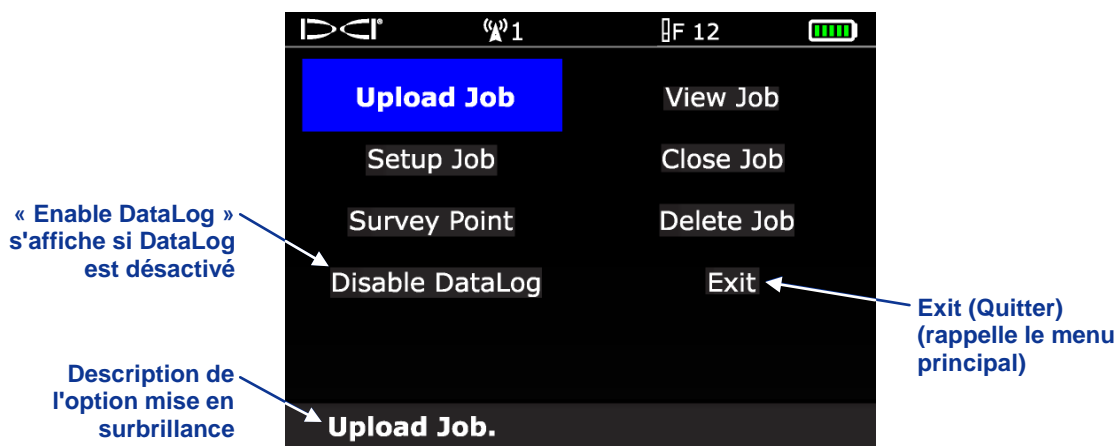 DCI®
1
F 12
Upload Job
View Job
Setup Job
Close Job
« Enable DataLog »
s'affiche si DataLog
est désactivé
Survey Point
Delete Job
Disable DataLog
Exit
Exit (Quitter)
(rappelle le menu
principal)
Description de
l'option mise en
surbrillance
Upload Job.